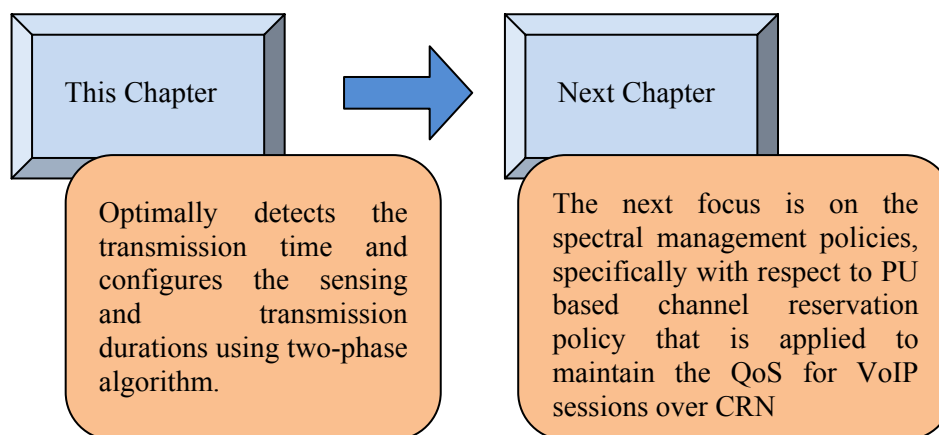 This Chapter
Next Chapter
Optimally detects the
transmission time and
configures the sensing
and transmission
durations using two-phase
algorithm.
The next focus is on the
spectral management policies,
specifically with respect to PU
based channel reservation
policy that is applied to
maintain the QoS for VoIP
sessions over CRN